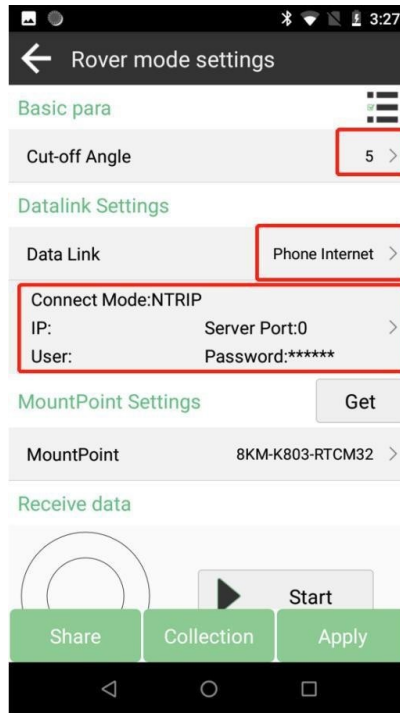 3:27
Rover mode settings
Basic para
Cut-off Angle 5
Datalink Settings
Data Link Phone Internet
Connect Mode:NTRIP
IP: Server Port:0
User: Password:******
MountPoint Settings Get
MountPoint 8KM-K803-RTCM32
Receive data
Start
Share Collection Apply